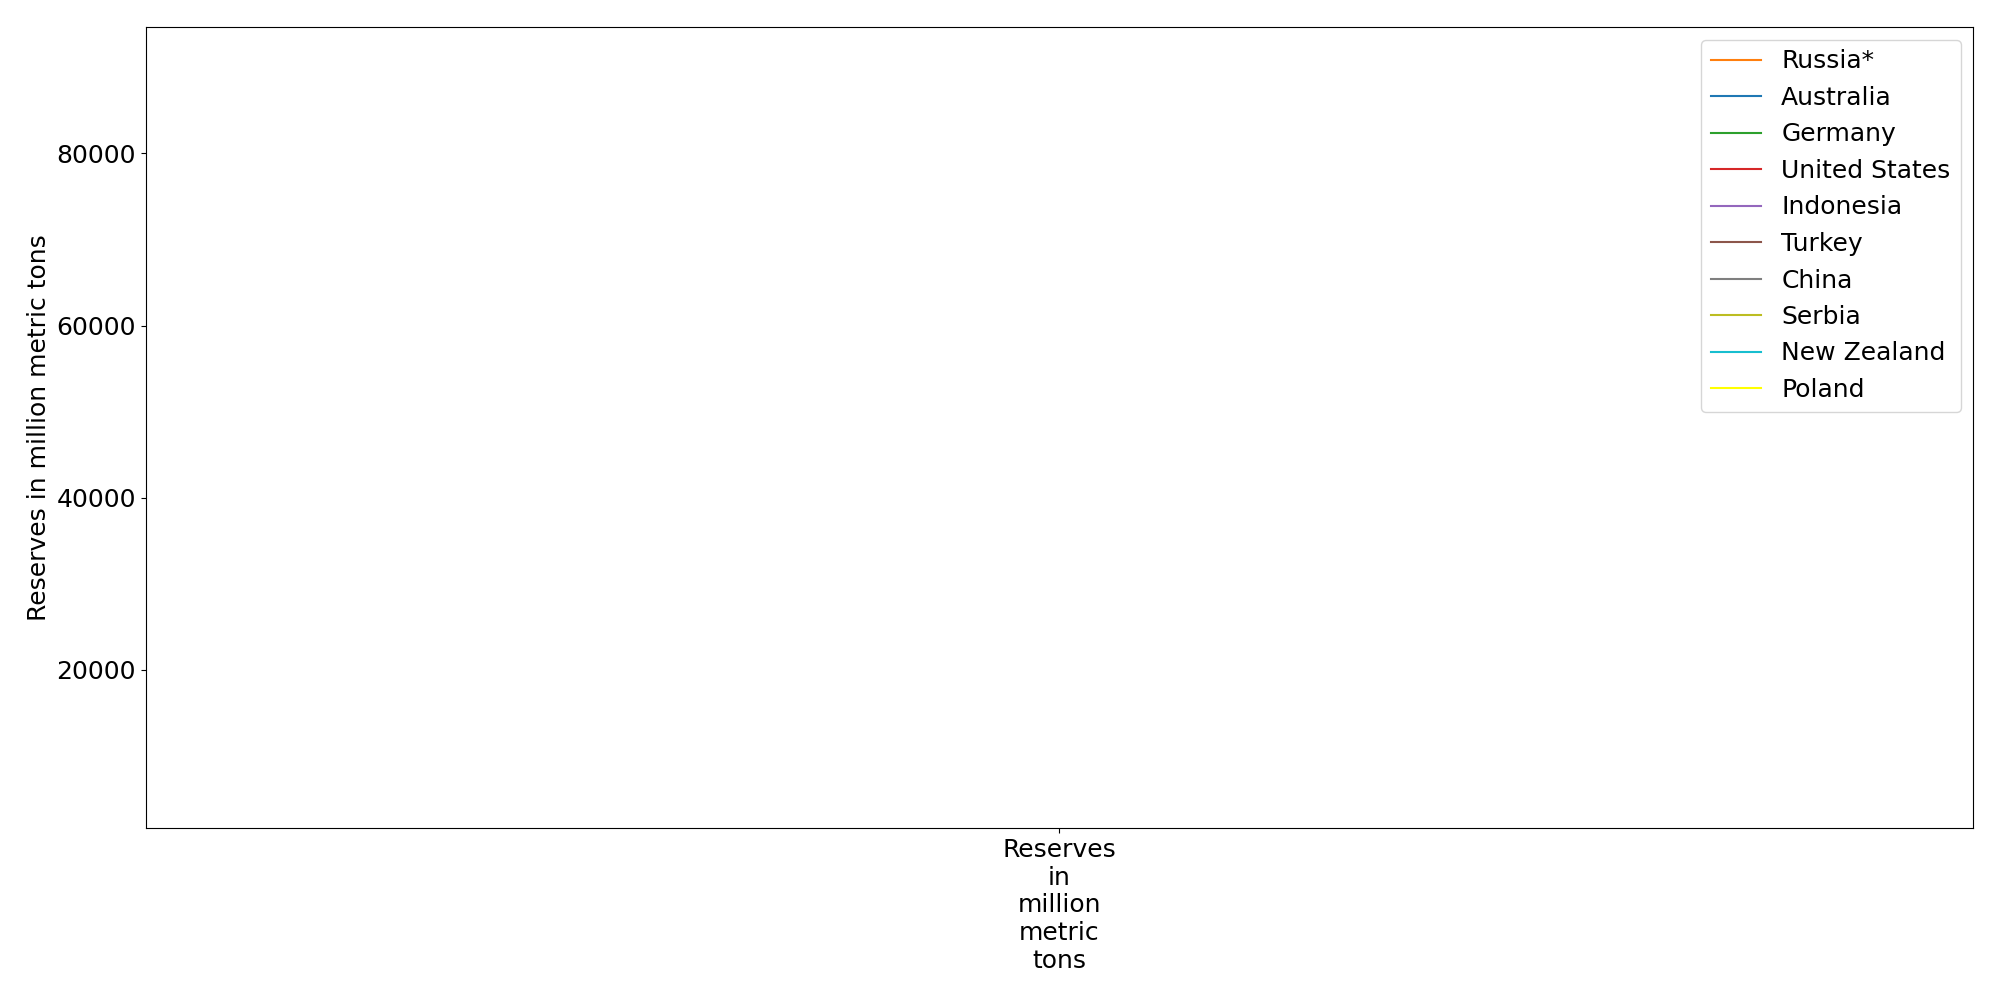 Reserves in million metric tons
80000
60000
40000
20000
Reserves
in
million
metric
tons
Russia*
Australia
Germany
United States
Indonesia
Turkey
China
Serbia
New Zealand
Poland